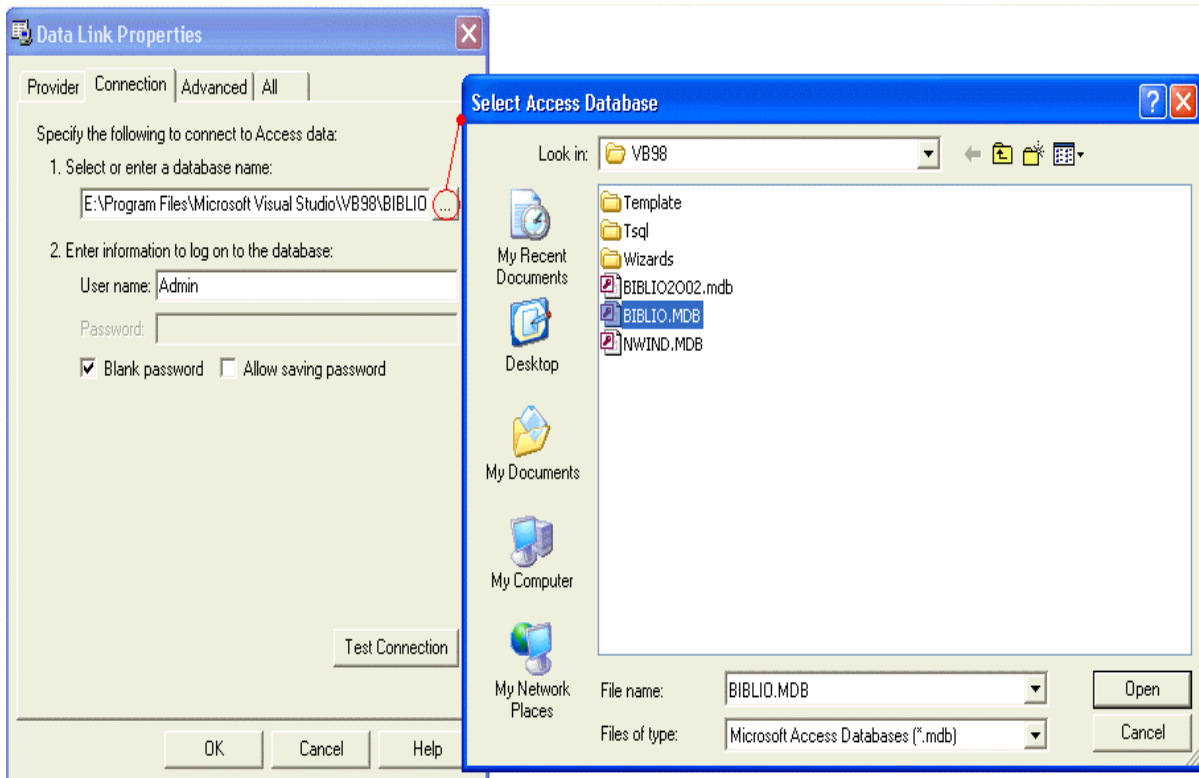 Data Link Properties
Provider Connection Advanced All
Specify the following to connect to Access data:
1. Select or enter a database name:
E:\Program Files\Microsoft Visual Studio\VB98\BIBLIO ...
2. Enter information to log on to the database:
User name: Admin
Password:
Blank password Allow saving password
Test Connection
OK Cancel Help
Select Access Database
Look in: VB98
My Recent Documents
Desktop
My Documents
My Computer
My Network Places
Template
Tsql
Wizards
BIBLIO2002.mdb
BIBLIO.MDB
NWIND.MDB
File name: BIBLIO.MDB Open
Files of type: Microsoft Access Databases (*.mdb) Cancel